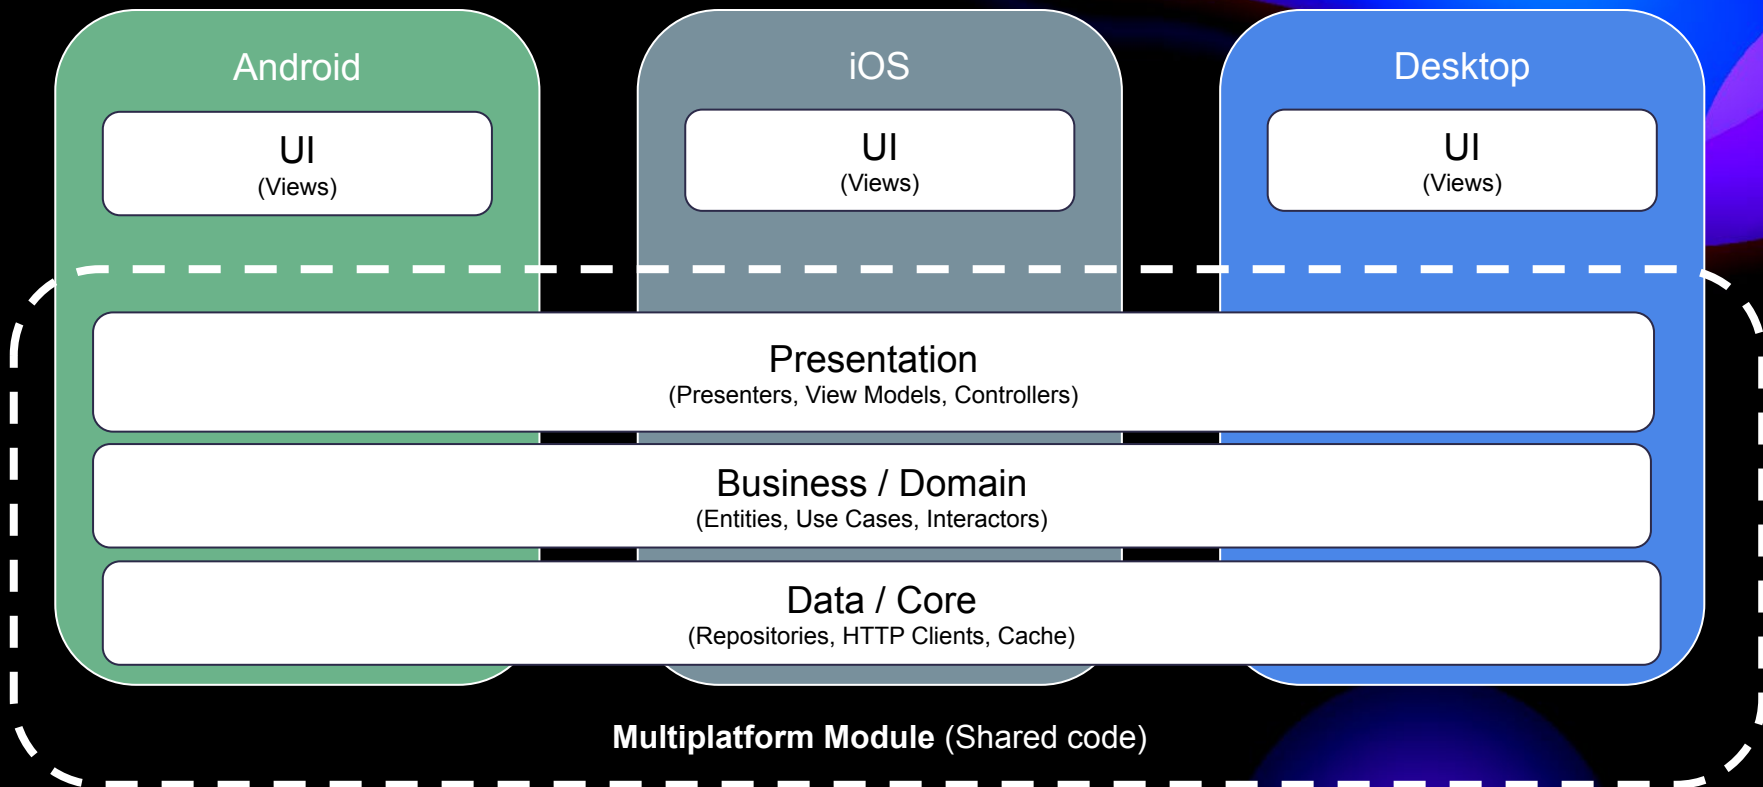 Android
iOS
Desktop
UI
(Views)
UI
(Views)
UI
(Views)
Presentation
(Presenters, View Models, Controllers)
Business / Domain
(Entities, Use Cases, Interactors)
Data / Core
(Repositories, HTTP Clients, Cache)
Multiplatform Module (Shared code)